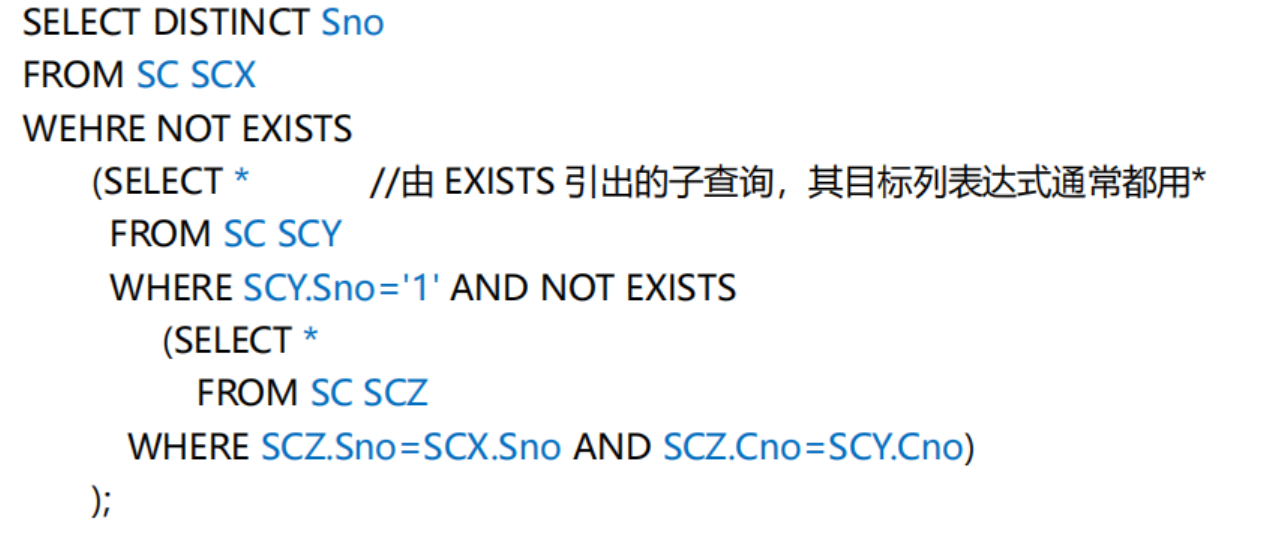 SELECT DISTINCT Sno
FROM SC SCX
WEHRE NOT EXISTS
(SELECT * //由 EXISTS 引出的子查询，其目标列表达式通常都用*
FROM SC SCY
WHERE SCY.Sno='1' AND NOT EXISTS
(SELECT *
FROM SC SCZ
WHERE SCZ.Sno=SCX.Sno AND SCZ.Cno=SCY.Cno)
);